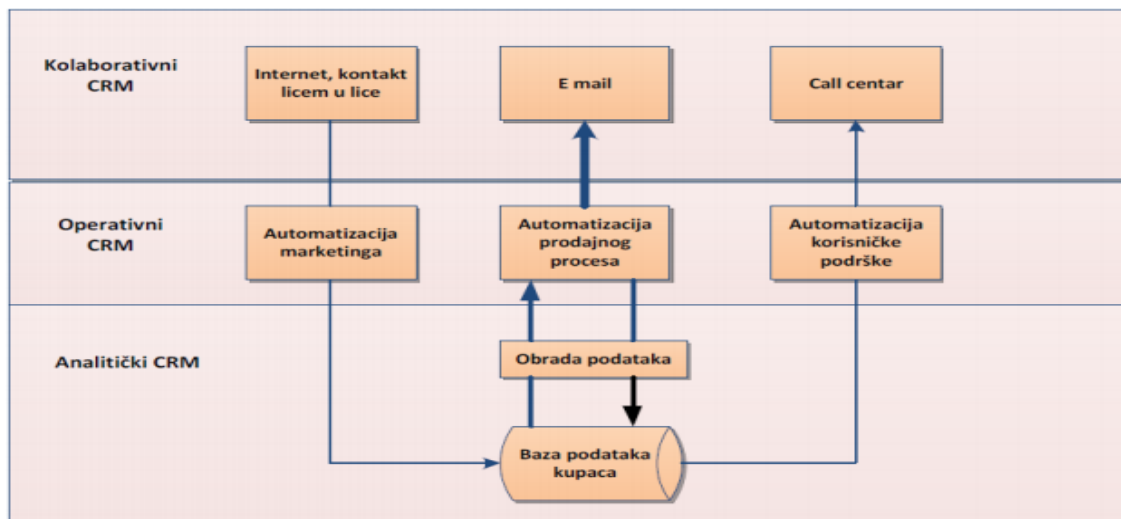 Kolaborativni
CRM
Internet, kontakt
licem u lice
E mail
Call centar
Operativni
CRM
Automatizacija
marketinga
Automatizacija
prodajnog
procesa
Automatizacija
korisničke
podrške
Analitički CRM
Obrada podataka
Baza podataka
kupaca